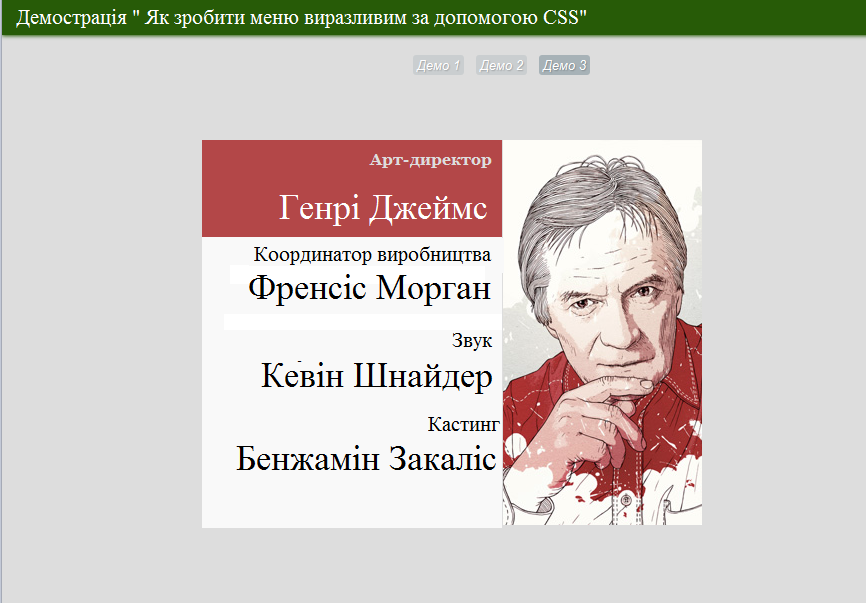 Демострація " Як зробити меню виразливим за допомогою CSS"
Демо 1 Демо 2 Демо 3
Арт-директор
Генрі Джеймс
Координатор виробництва
Френсіс Морган
Звук
Кевін Шнайдер
Кастинг
Бенжамін Закаліс